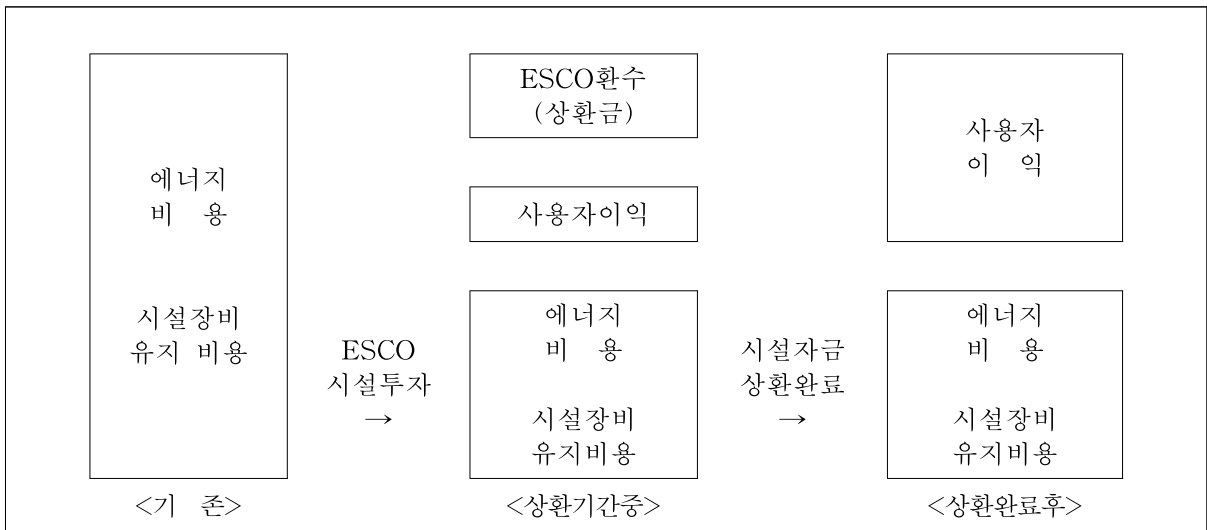 에너지
비 용
시설장비
유지 비용
<기 존>
ESCO
시설투자
→
ESCO환수
(상환금)
사용자이익
에너지
비 용
시설장비
유지비용
<상환기간중>
시설자금
상환완료
→
사용자
이 익
에너지
비 용
시설장비
유지비용
<상환완료후>